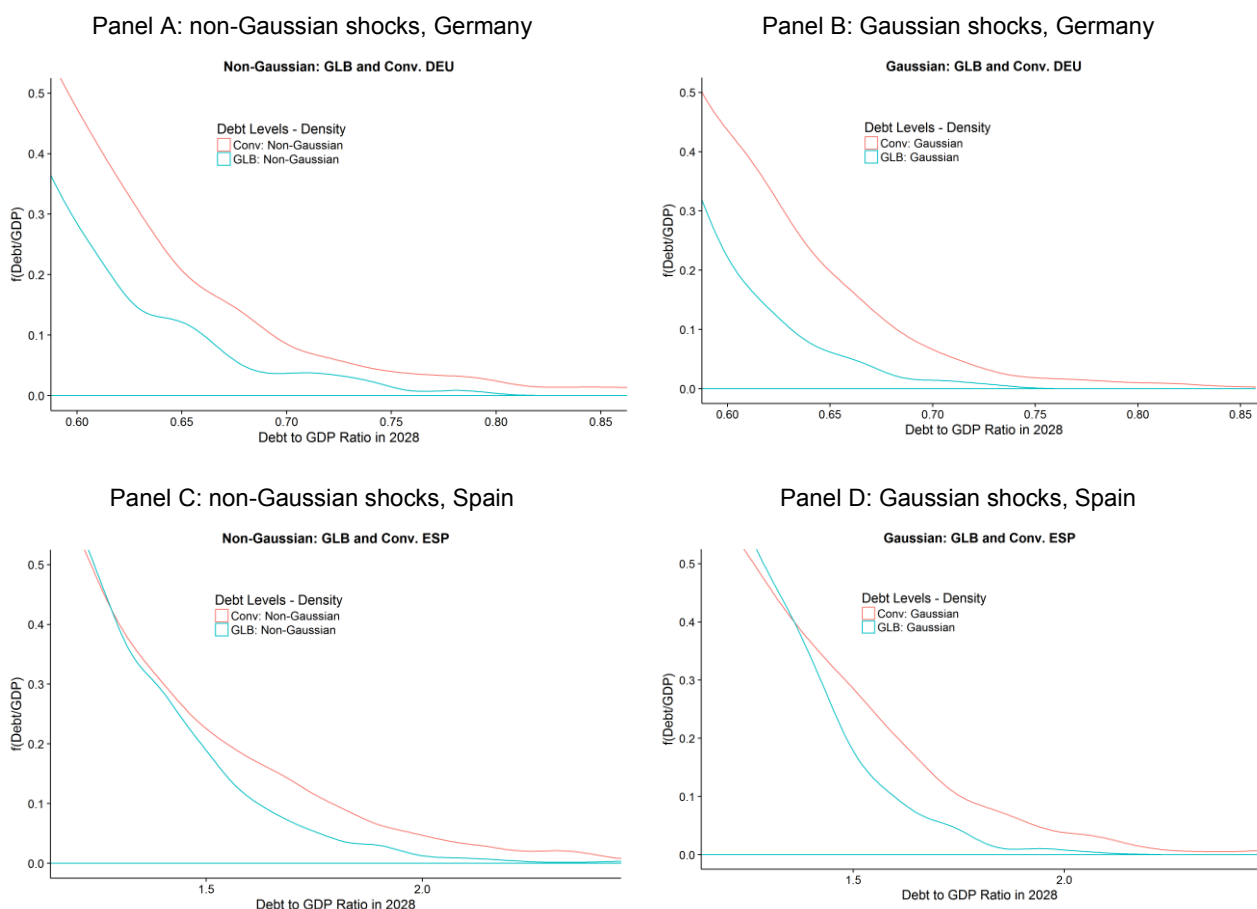 Panel A: non-Gaussian shocks, Germany
Non-Gaussian: GLB and Conv. DEU
0.5
0.4
0.3
0.2
0.1
0.0
f(Debt/GDP)
Debt Levels - Density
Conv: Non-Gaussian
GLB: Non-Gaussian
0.60 0.65 0.70 0.75 0.80 0.85
Debt to GDP Ratio in 2028
Panel B: Gaussian shocks, Germany
Gaussian: GLB and Conv. DEU
0.5
0.4
0.3
0.2
0.1
0.0
f(Debt/GDP)
Debt Levels - Density
Conv: Gaussian
GLB: Gaussian
0.60 0.65 0.70 0.75 0.80 0.85
Debt to GDP Ratio in 2028
Panel C: non-Gaussian shocks, Spain
Non-Gaussian: GLB and Conv. ESP
0.5
0.4
0.3
0.2
0.1
0.0
f(Debt/GDP)
Debt Levels - Density
Conv: Non-Gaussian
GLB: Non-Gaussian
1.5 2.0
Debt to GDP Ratio in 2028
Panel D: Gaussian shocks, Spain
Gaussian: GLB and Conv. ESP
0.5
0.4
0.3
0.2
0.1
0.0
f(Debt/GDP)
Debt Levels - Density
Conv: Gaussian
GLB: Gaussian
1.5 2.0
Debt to GDP Ratio in 2028